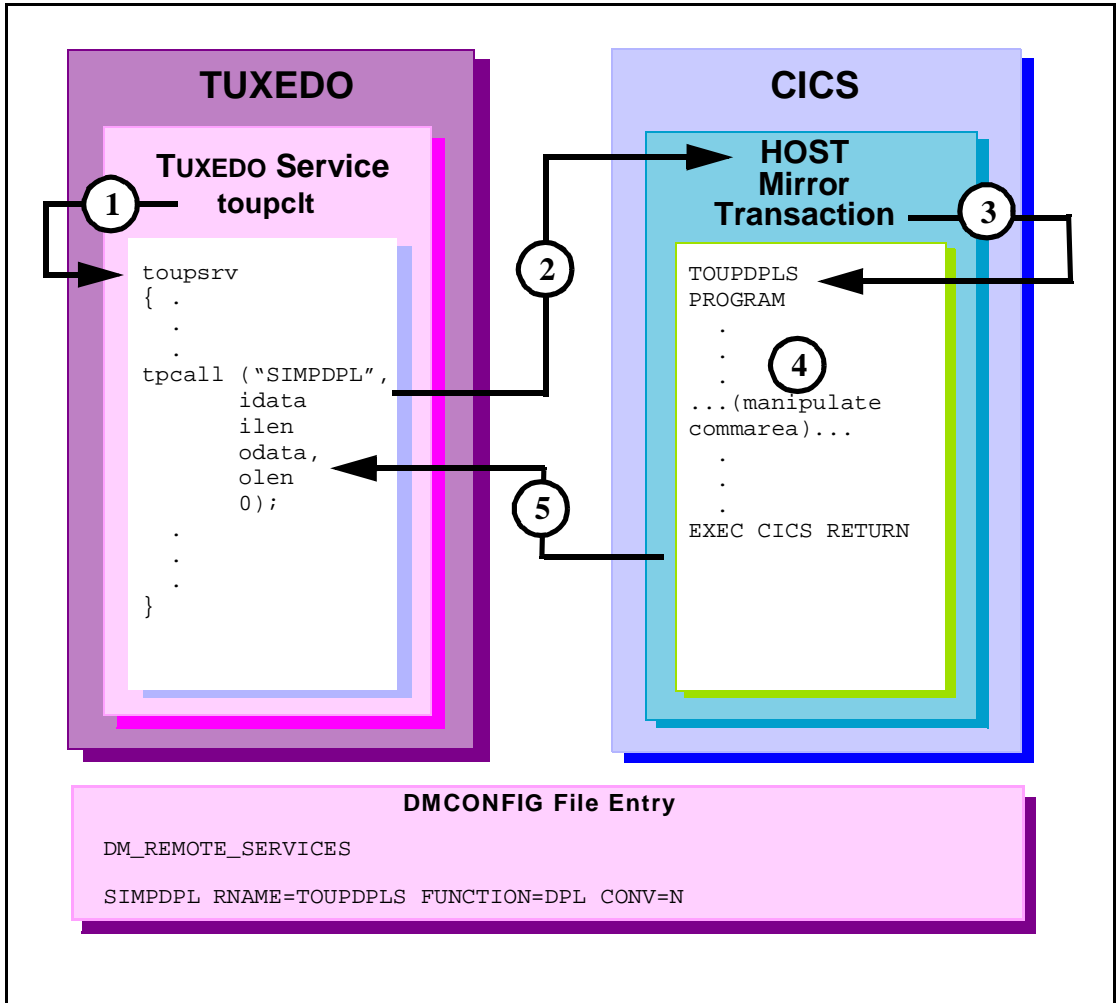 TUXEDO
TUXEDO Service
toupclt
1
toupsrv
{ .
.
.
tpcall (“SIMPDPL”,
idata
ilen
odata,
olen
0);
.
.
.
}
2
5
CICS
HOST
Mirror
Transaction
3
TOUPDPLS
PROGRAM
.
.
.
4
...(manipulate
commarea)...
.
.
.
EXEC CICS RETURN
DMCONFIG File Entry
DM_REMOTE_SERVICES
SIMPDPL RNAME=TOUPDPLS FUNCTION=DPL CONV=N